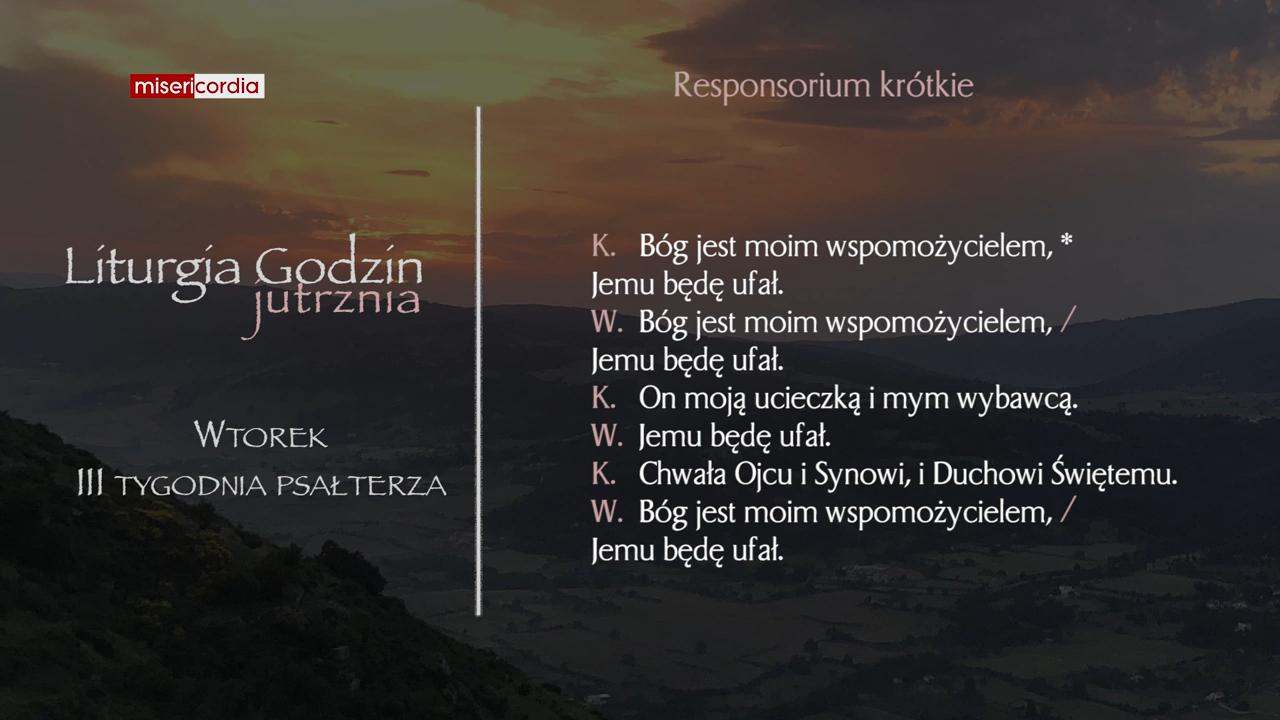 misericordia
Liturgia Godzin
jutrznia
Wtorek
III tygodnia psałterza
Responsorium krótkie
K. Bóg jest moim wspomożycielem, *
Jemu będę ufał.
W. Bóg jest moim wspomożycielem, /
Jemu będę ufał.
K. On moją ucieczką i mym wybawcą.
W. Jemu będę ufał.
K. Chwała Ojcu i Synowi, i Duchowi Świętemu.
W. Bóg jest moim wspomożycielem, /
Jemu będę ufał.